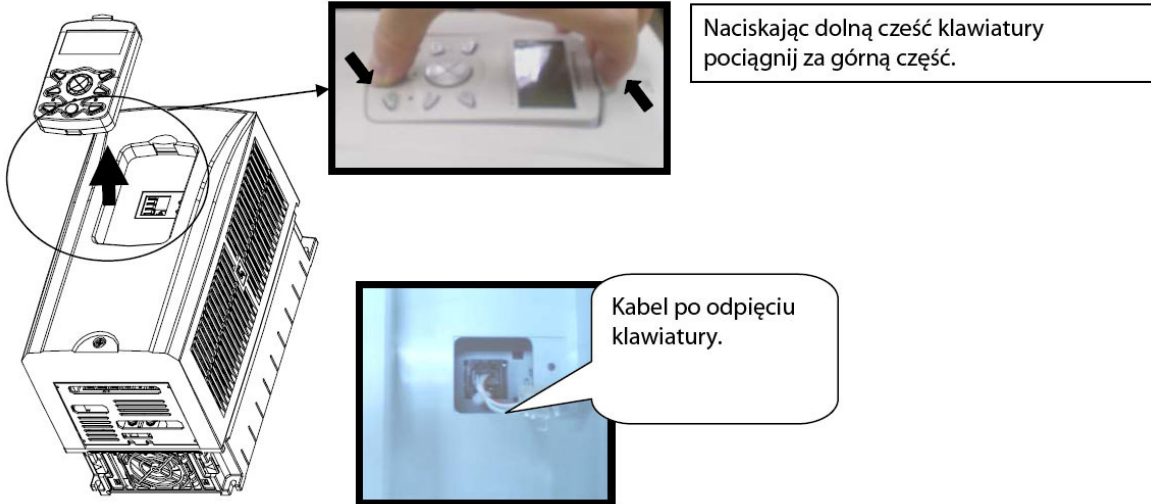 Naciskając dolną cześć klawiatury
pociągnij za górną część.
Kabel po odpięciu
klawiatury.